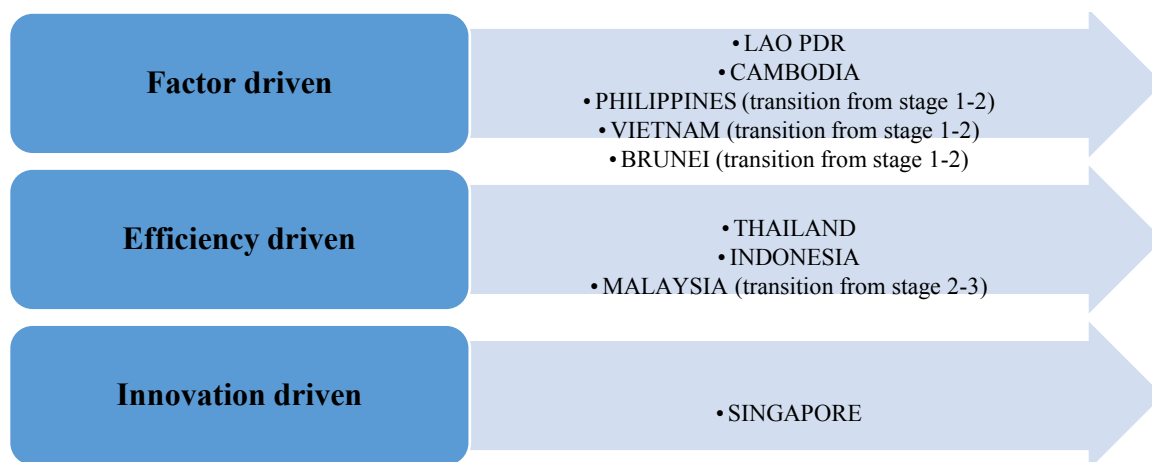 Factor driven
• LAO PDR
• CAMBODIA
• PHILIPPINES (transition from stage 1-2)
• VIETNAM (transition from stage 1-2)
• BRUNEI (transition from stage 1-2)
Efficiency driven
• THAILAND
• INDONESIA
• MALAYSIA (transition from stage 2-3)
Innovation driven
• SINGAPORE